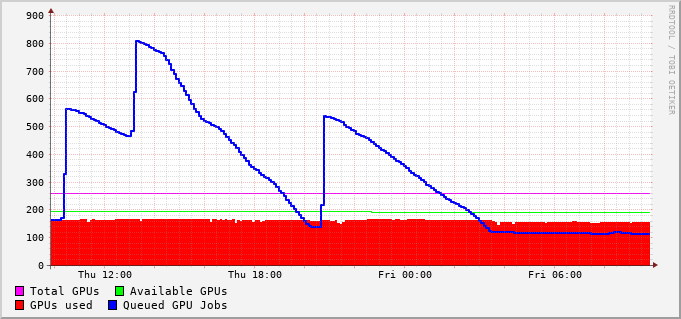 900
800
700
600
500
400
300
200
100
0
Thu 12:00 Thu 18:00 Fri 00:00 Fri 06:00
Total GPUs Available GPUs
GPUs used Queued GPU Jobs
RRDTOOL / TOBI OETIKER